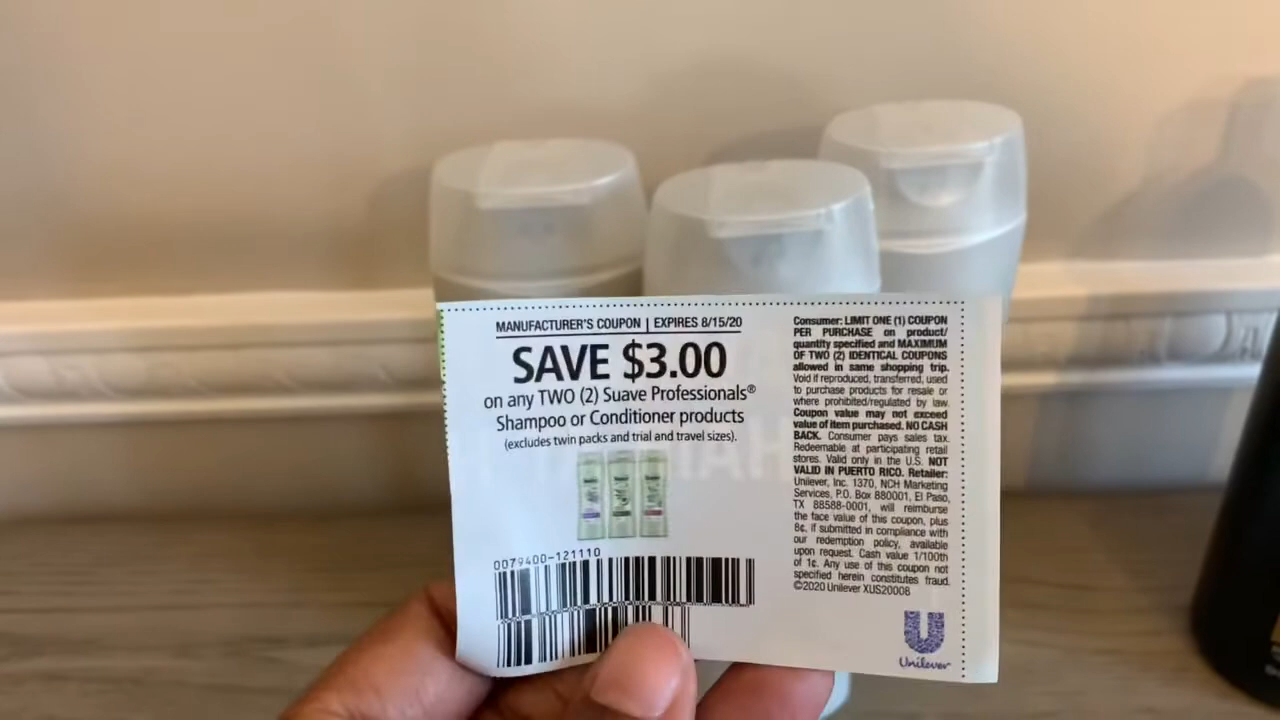 MANUFACTURER'S COUPON | EXPIRES 8/15/20
SAVE $3.00
on any TWO (2) Suave Professionals®
Shampoo or Conditioner products
(excludes twin packs and trial and travel sizes).
0079400-121110
Consumer: LIMIT ONE (1) COUPON
PER PURCHASE on product/
quantity specified and MAXIMUM
OF TWO (2) IDENTICAL COUPONS
allowed in same shopping trip.
Void if reproduced, transferred, used
to purchase products for resale or
where prohibited/regulated by law.
Coupon value may not exceed
value of item purchased. NO CASH
BACK. Consumer pays sales tax.
Redeemable at participating retail
stores. Valid only in the U.S. NOT
VALID IN PUERTO RICO. Retailer:
Unilever, Inc. 1370, NCH Marketing
Services, P.O. Box 880001, El Paso,
TX 88588-0001, will reimburse
the face value of this coupon, plus
8¢, if submitted in compliance with
our redemption policy, available
upon request. Cash value 1/100th
of 1¢. Any use of this coupon not
specified herein constitutes fraud.
©2020 Unilever XUS20008
Unilever